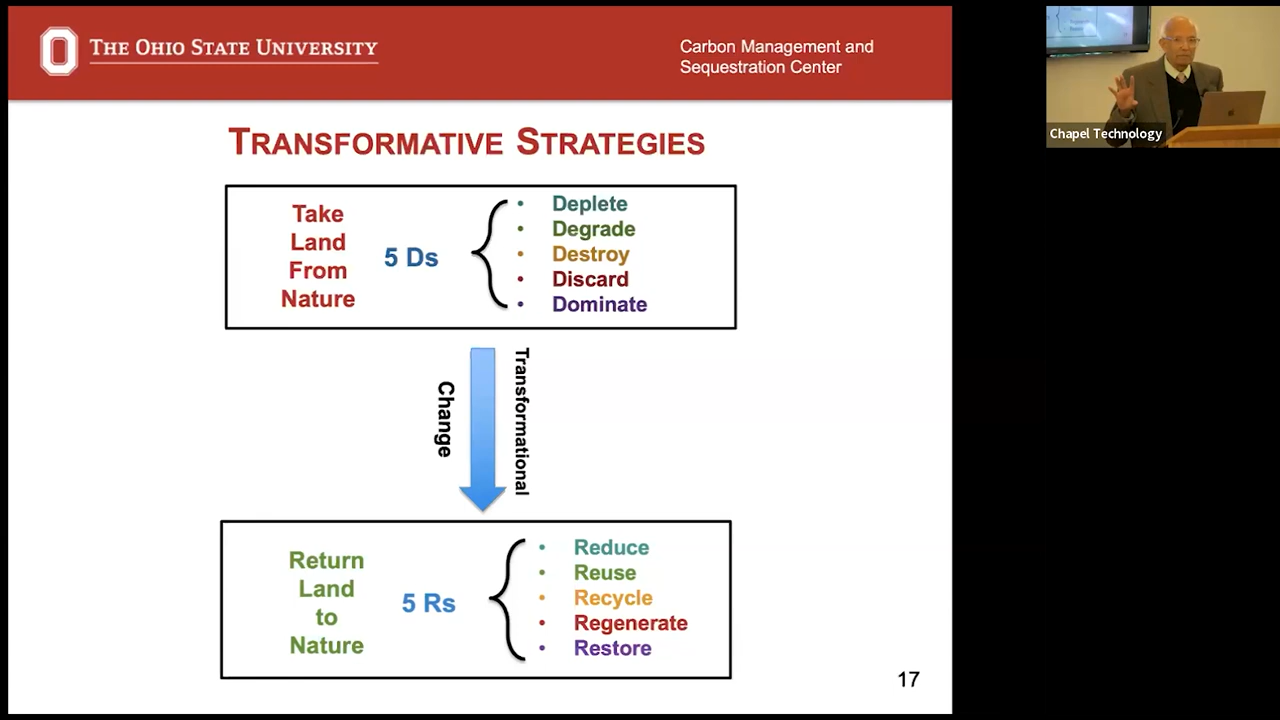 THE OHIO STATE UNIVERSITY
Carbon Management and
Sequestration Center
TRANSFORMATIVE STRATEGIES
Take
Land
From
Nature
5 Ds
• Deplete
• Degrade
• Destroy
• Discard
• Dominate
Change
Transformational
Return
Land
to
Nature
5 Rs
• Reduce
• Reuse
• Recycle
• Regenerate
• Restore
17
Chapel Technology